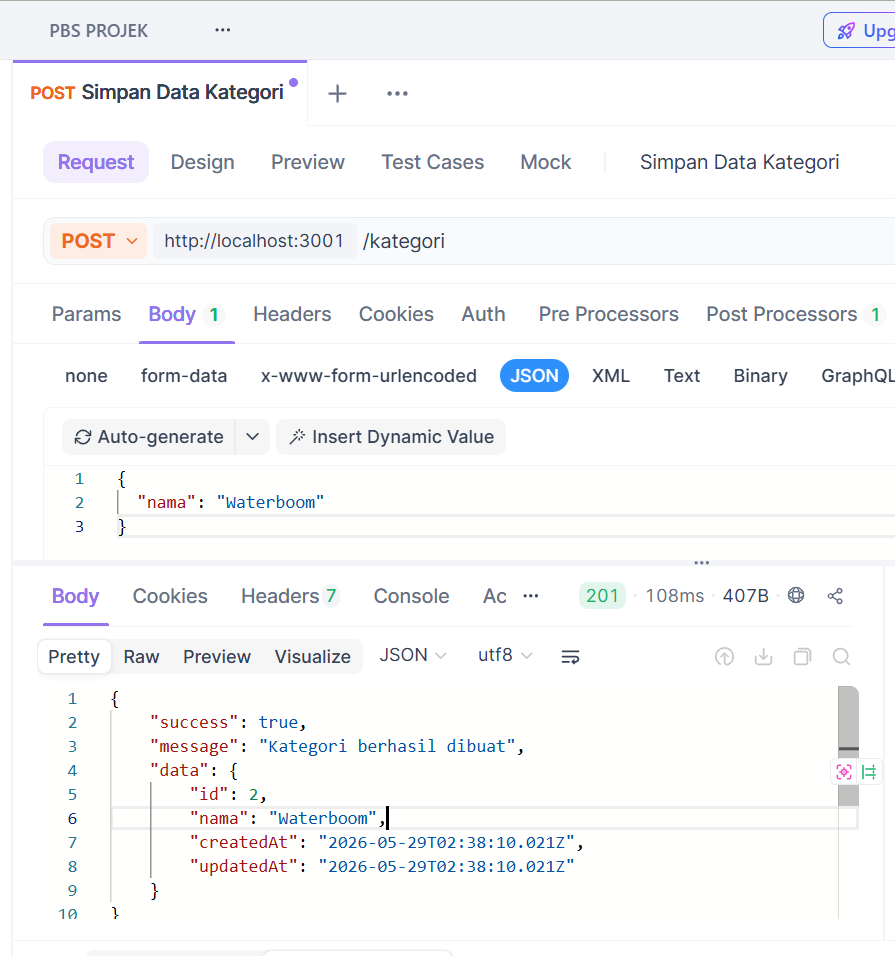 PBS PROJEK ...
Upg
POST Simpan Data Kategori
Request Design Preview Test Cases Mock Simpan Data Kategori
POST http://localhost:3001 /kategori
Params Body 1 Headers Cookies Auth Pre Processors Post Processors 1
none form-data x-www-form-urlencoded JSON XML Text Binary GraphQL
Auto-generate Insert Dynamic Value
1 {
2 "nama": "Waterboom"
3 }
Body Cookies Headers 7 Console Ac ... 201 · 108ms · 407B
Pretty Raw Preview Visualize JSON utf8
1 {
2 "success": true,
3 "message": "Kategori berhasil dibuat",
4 "data": {
5 "id": 2,
6 "nama": "Waterboom",
7 "createdAt": "2026-05-29T02:38:10.021Z",
8 "updatedAt": "2026-05-29T02:38:10.021Z"
9 }
10 }